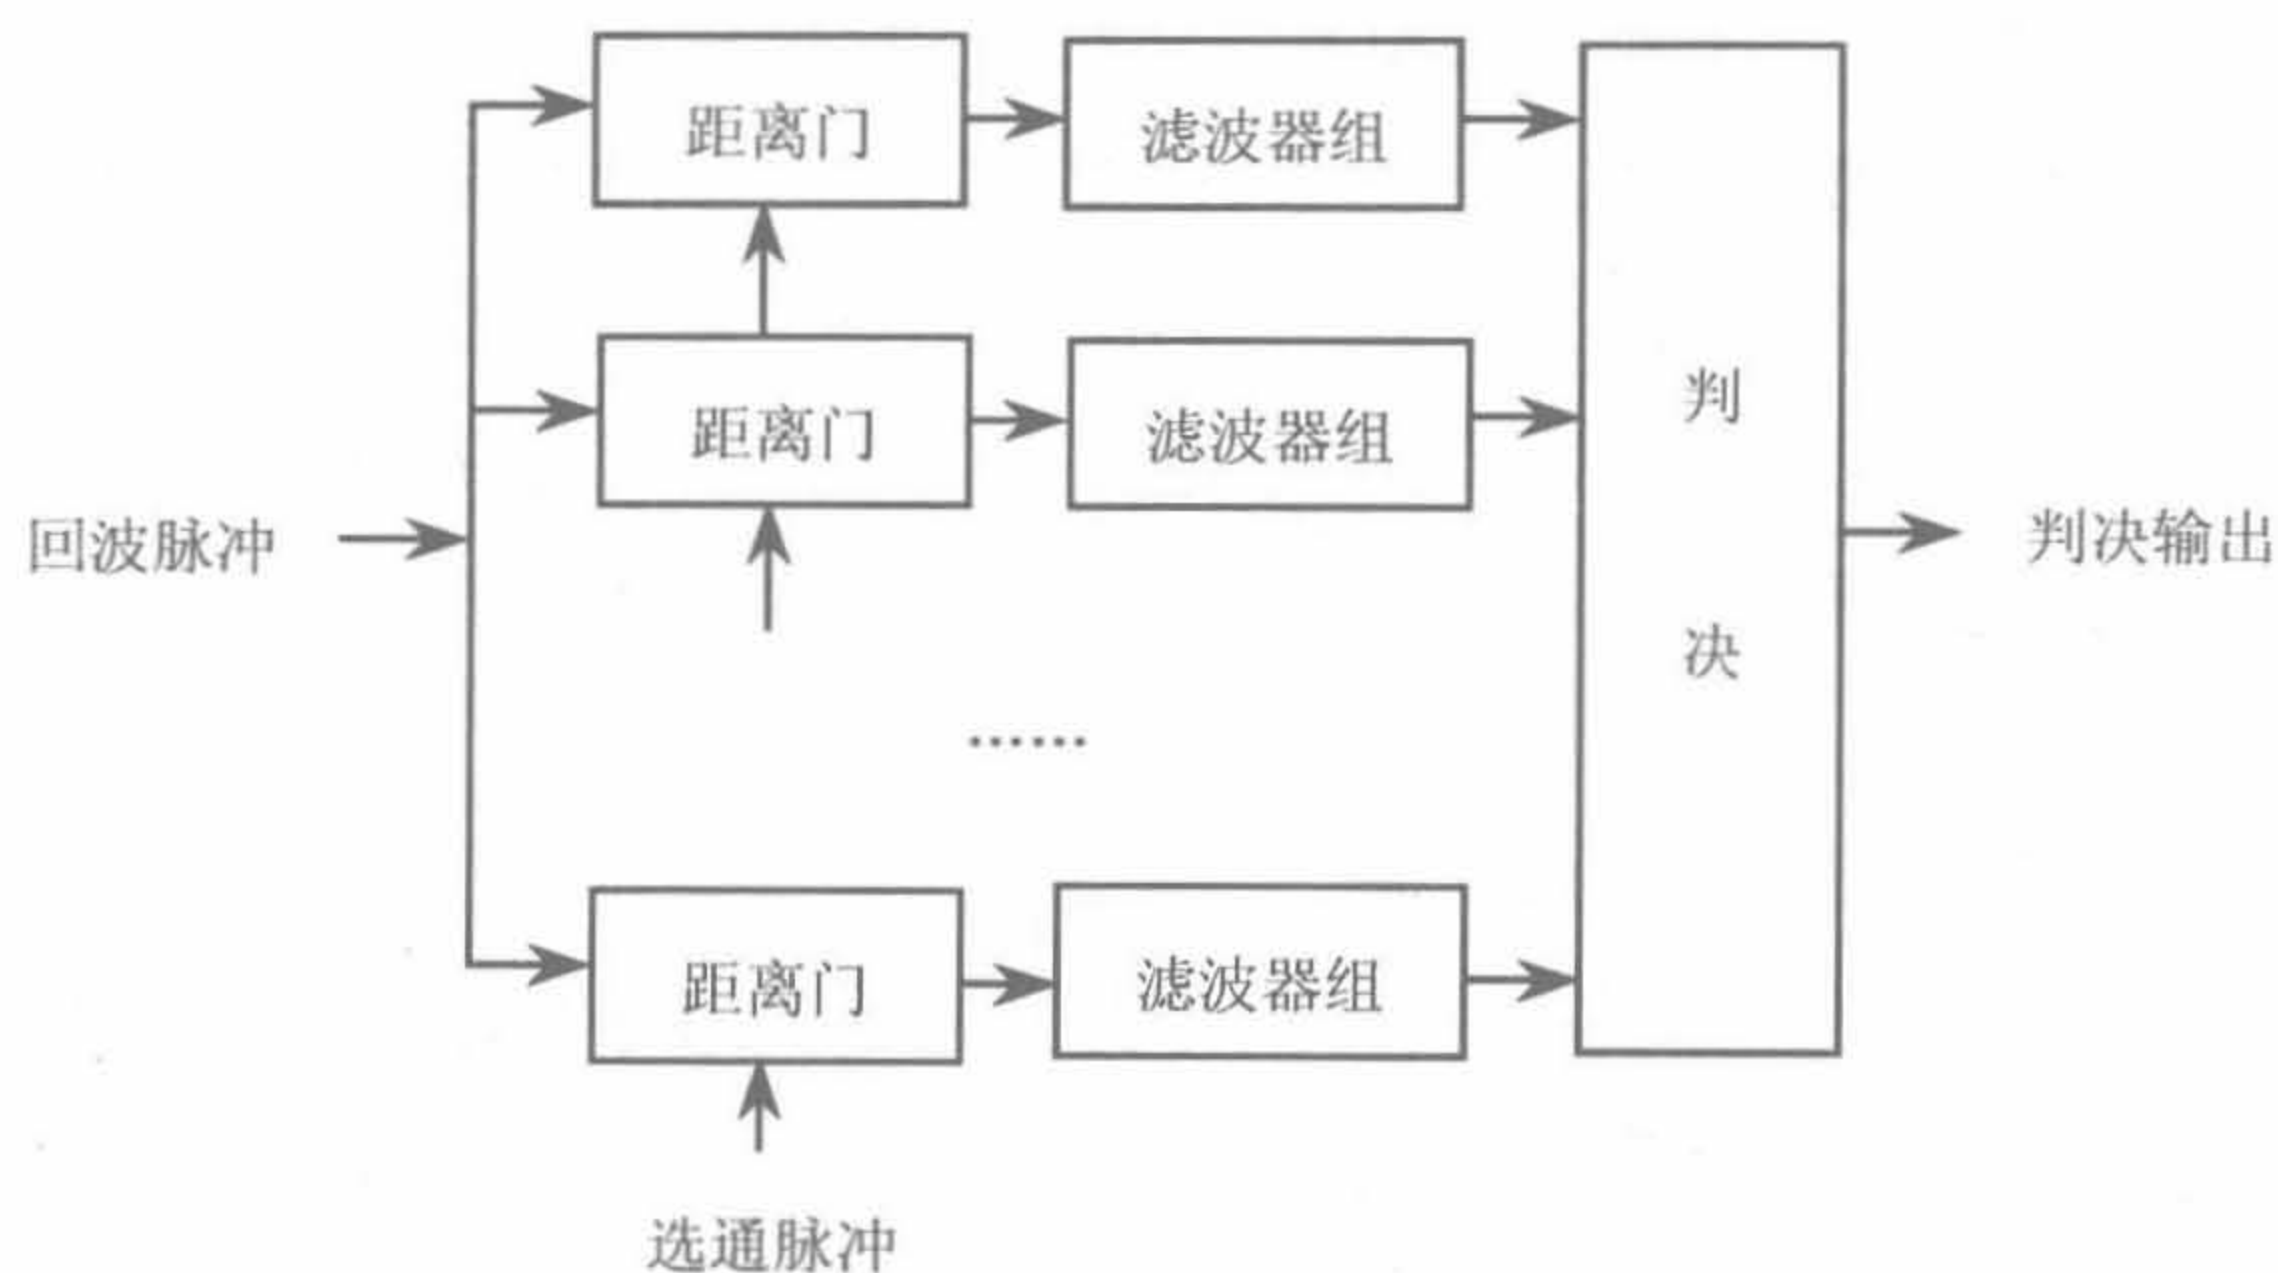 距离门
滤波器组
距离门
滤波器组
判
决
回波脉冲
判决输出
……
距离门
滤波器组
选通脉冲